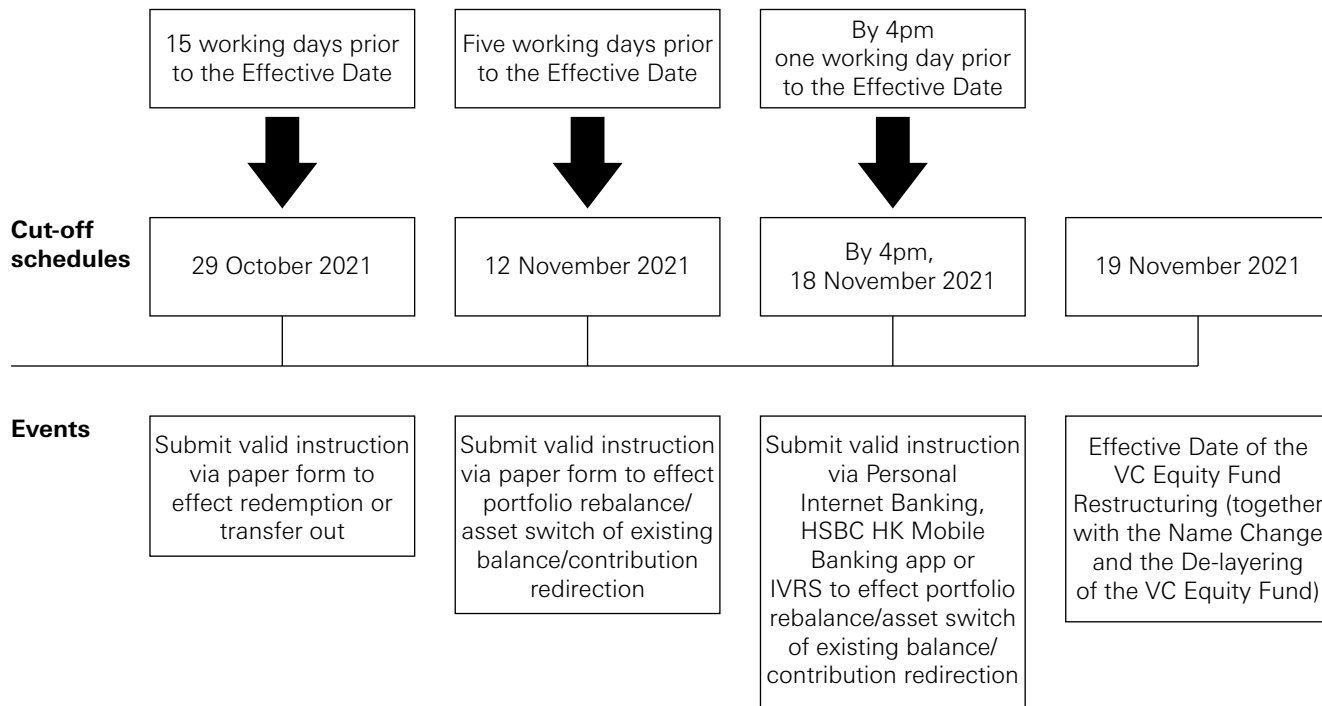 15 working days prior
to the Effective Date
Five working days prior
to the Effective Date
By 4pm
one working day prior
to the Effective Date
Cut-off
schedules
29 October 2021
12 November 2021
By 4pm,
18 November 2021
19 November 2021
Events
Submit valid instruction
via paper form to
effect redemption or
transfer out
Submit valid instruction
via paper form to effect
portfolio rebalance/
asset switch of existing
balance/contribution
redirection
Submit valid instruction
via Personal
Internet Banking,
HSBC HK Mobile
Banking app or
IVRS to effect portfolio
rebalance/asset switch
of existing balance/
contribution redirection
Effective Date of the
VC Equity Fund
Restructuring (together
with the Name Change
and the De-layering
of the VC Equity Fund)